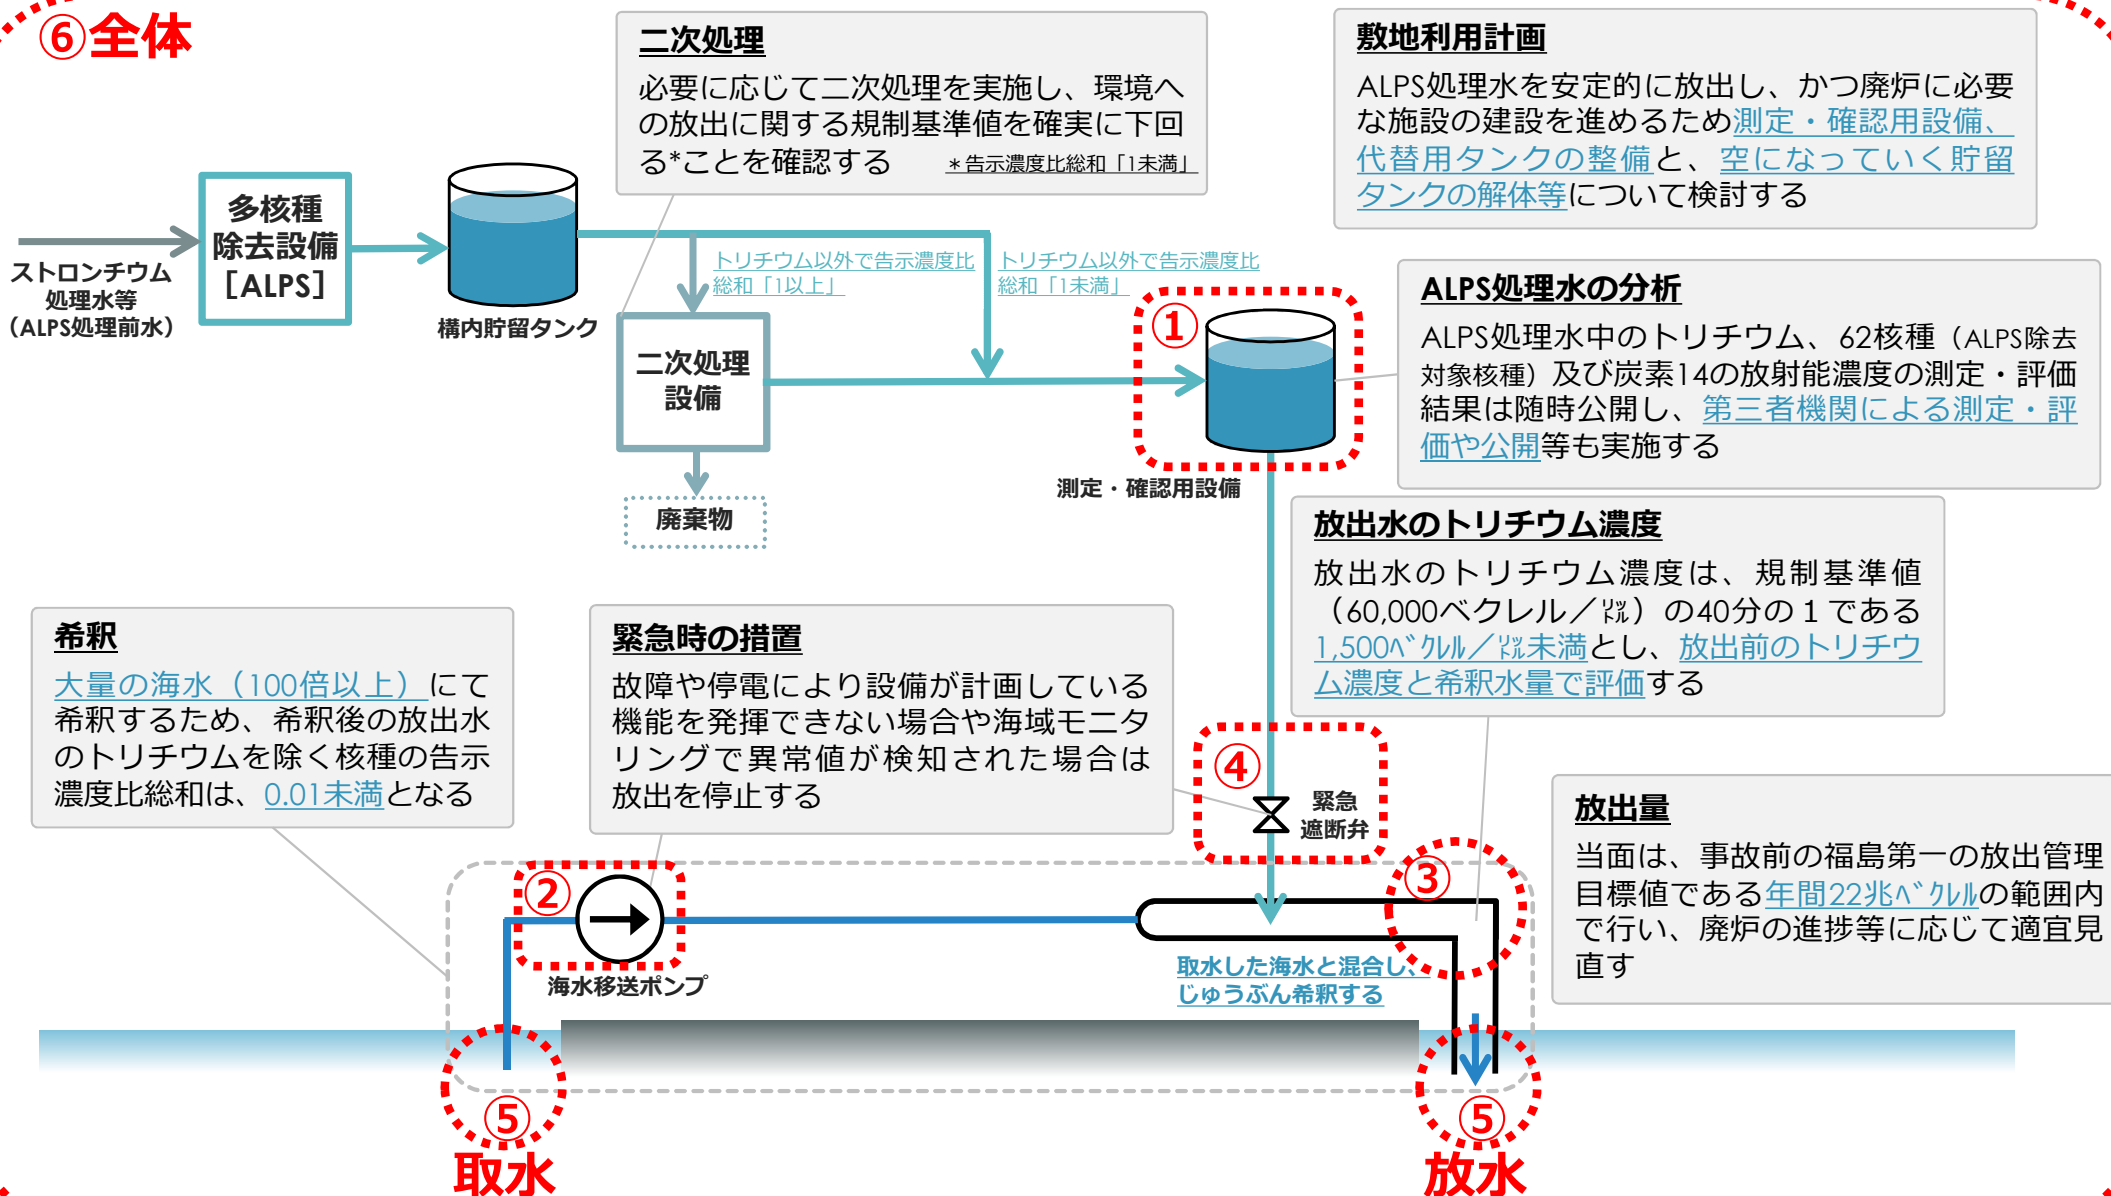 ⑥全体
二次処理
必要に応じて二次処理を実施し、環境へ
の放出に関する規制基準値を確実に下回
る*ことを確認する ＊告示濃度比総和「1未満」
敷地利用計画
ALPS処理水を安定的に放出し、かつ廃炉に必要
な施設の建設を進めるため測定・確認用設備、
代替用タンクの整備と、空になっていく貯留
タンクの解体等について検討する
ストロンチウム
処理水等
（ALPS処理前水）
多核種
除去設備
［ALPS］
構内貯留タンク
トリチウム以外で告示濃度比
総和「1以上」
トリチウム以外で告示濃度比
総和「1未満」
二次処理
設備
廃棄物
①
測定・確認用設備
ALPS処理水の分析
ALPS処理水中のトリチウム、62核種（ALPS除去
対象核種）及び炭素14の放射能濃度の測定・評価
結果は随時公開し、第三者機関による測定・評
価や公開等も実施する
放出水のトリチウム濃度
放出水のトリチウム濃度は、規制基準値
（60,000ベクレル／㍑）の40分の１である
1,500ﾍﾞｸﾚﾙ／㍑未満とし、放出前のトリチウ
ム濃度と希釈水量で評価する
希釈
大量の海水（100倍以上）にて
希釈するため、希釈後の放出水
のトリチウムを除く核種の告示
濃度比総和は、0.01未満となる
緊急時の措置
故障や停電により設備が計画している
機能を発揮できない場合や海域モニタ
リングで異常値が検知された場合は
放出を停止する
④
緊急
遮断弁
放出量
当面は、事故前の福島第一の放出管理
目標値である年間22兆ﾍﾞｸﾚﾙの範囲内
で行い、廃炉の進捗等に応じて適宜見
直す
②
海水移送ポンプ
③
取水した海水と混合し、
じゅうぶん希釈する
⑤
取水
⑤
放水